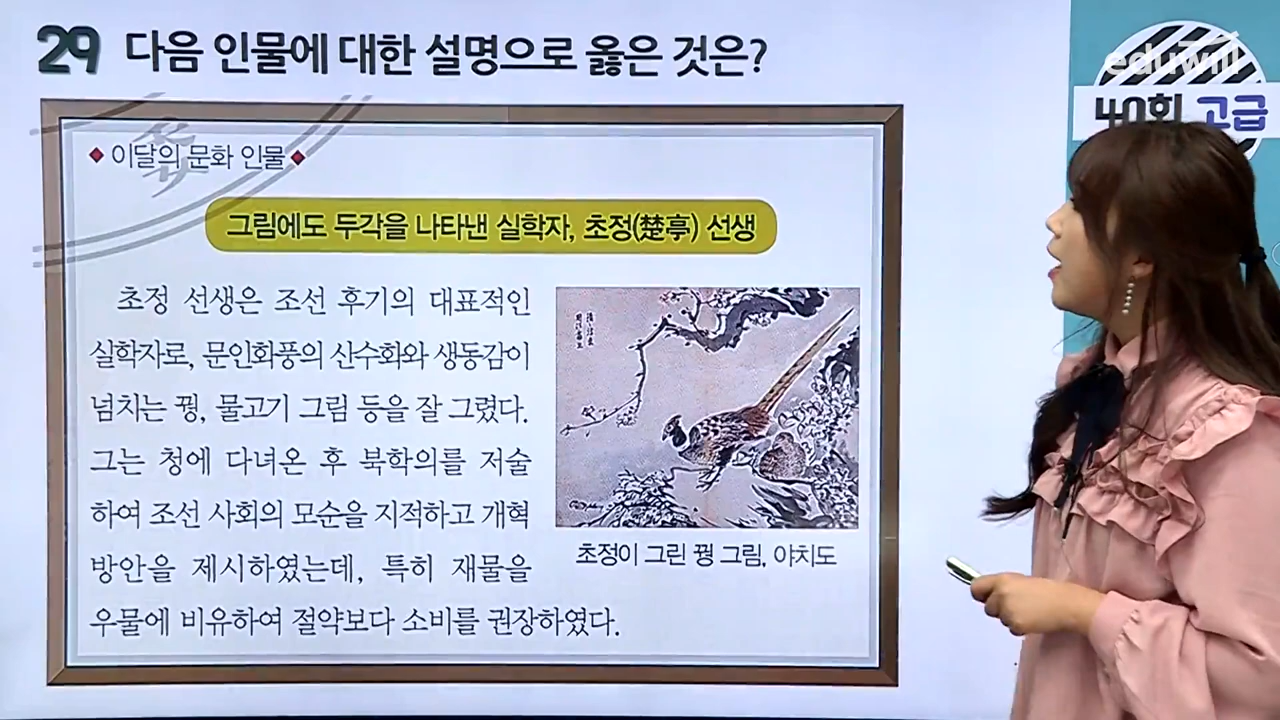 29 다음 인물에 대한 설명으로 옳은 것은?
eduwill
40회 고급
이달의 문화 인물
그림에도 두각을 나타낸 실학자, 초정(楚亭) 선생
초정 선생은 조선 후기의 대표적인
실학자로, 문인화풍의 산수화와 생동감이
넘치는 꿩, 물고기 그림 등을 잘 그렸다.
그는 청에 다녀온 후 북학의를 저술
하여 조선 사회의 모순을 지적하고 개혁
방안을 제시하였는데, 특히 재물을
우물에 비유하여 절약보다 소비를 권장하였다.
초정이 그린 꿩 그림, 야치도